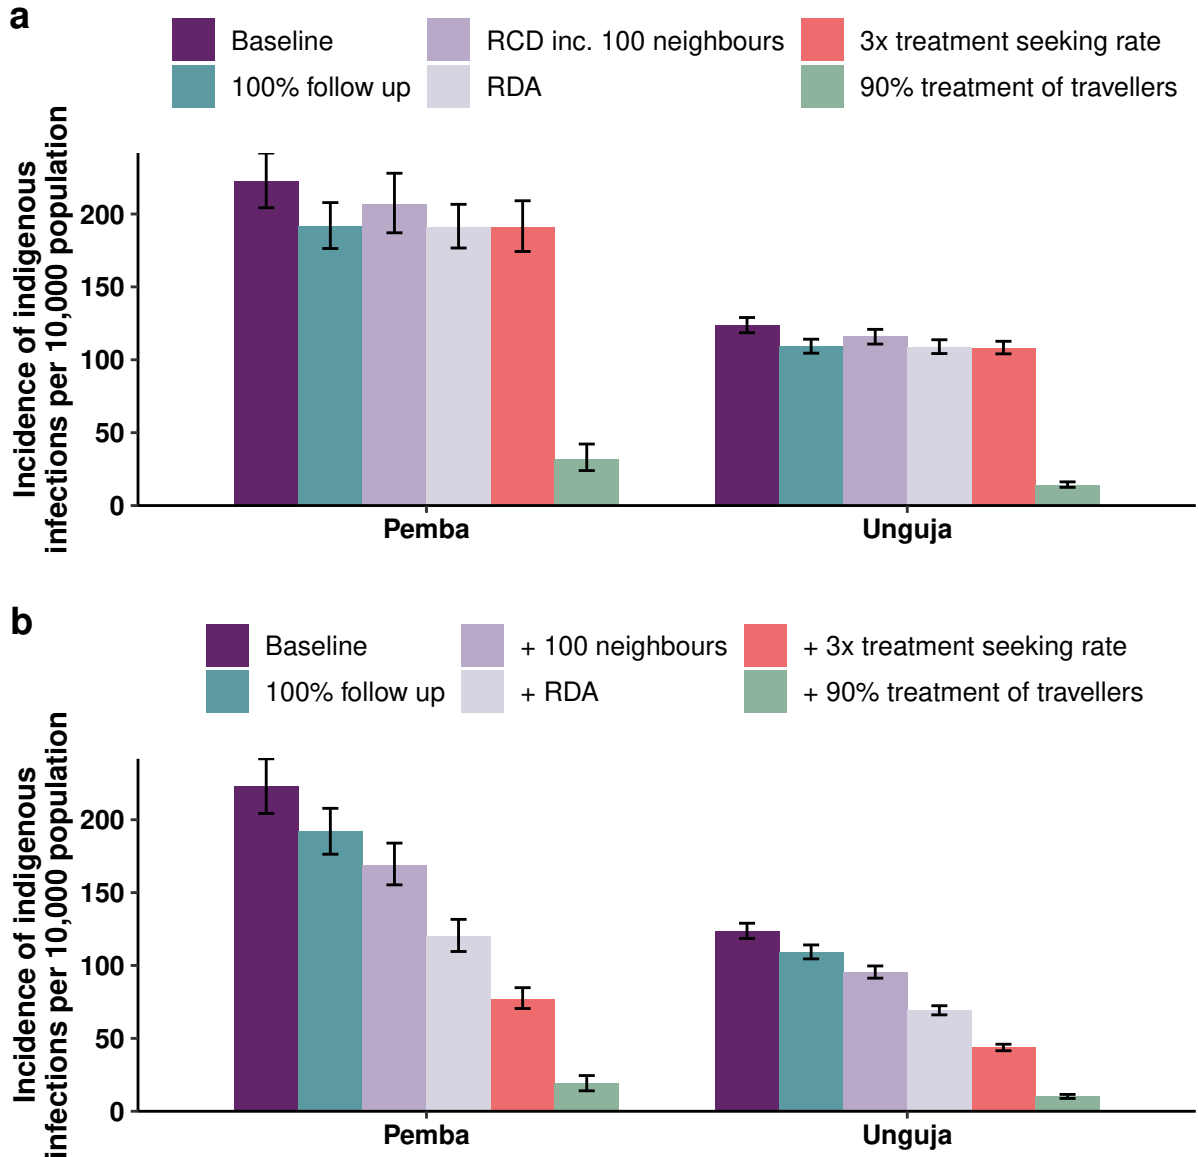 a
Baseline
RCD inc. 100 neighbours
3x treatment seeking rate
100% follow up
RDA
90% treatment of travellers
Incidence of indigenous
infections per 10,000 population
200
150
100
50
0
Pemba
Unguja
b
Baseline
+ 100 neighbours
+ 3x treatment seeking rate
100% follow up
+ RDA
+ 90% treatment of travellers
Incidence of indigenous
infections per 10,000 population
200
150
100
50
0
Pemba
Unguja